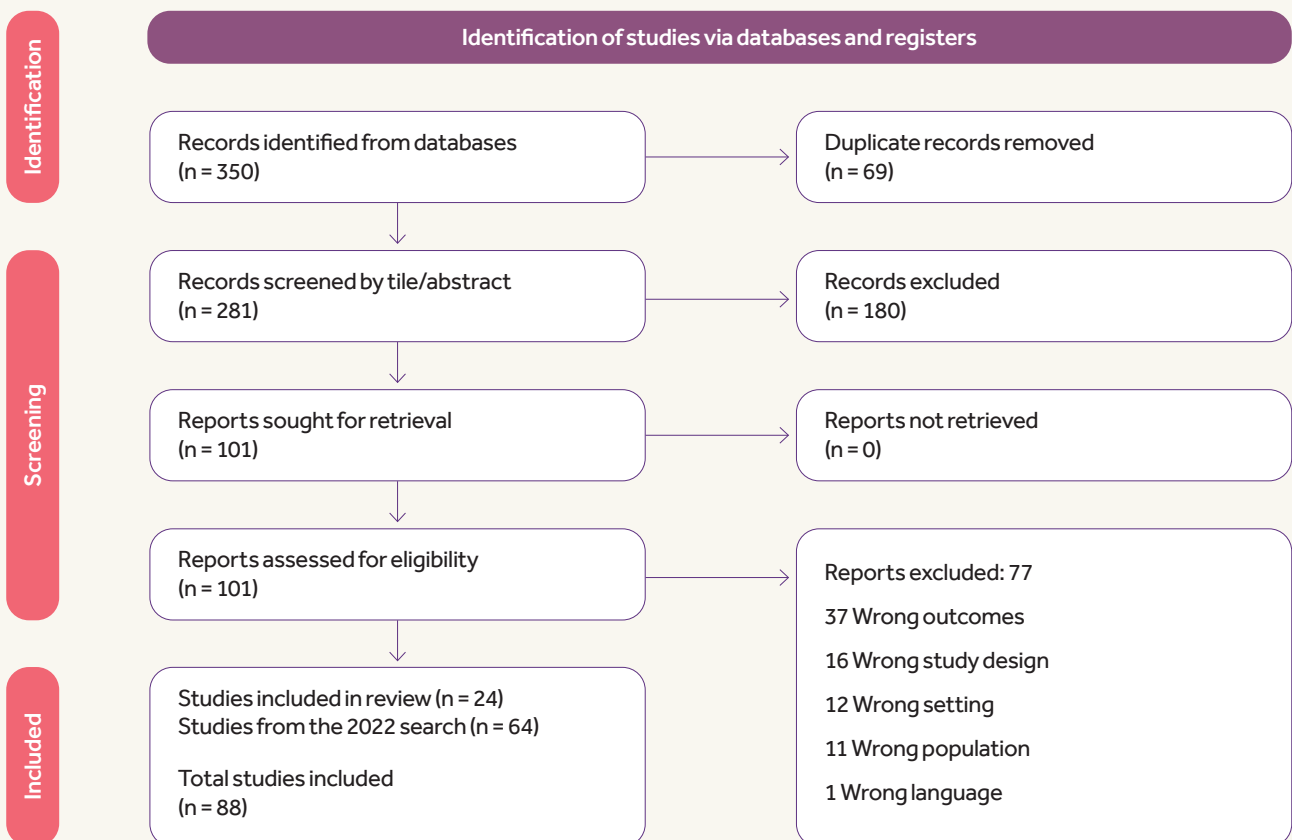 Identification of studies via databases and registers
Identification
Records identified from databases
(n = 350)
Duplicate records removed
(n = 69)
Screening
Records screened by tile/abstract
(n = 281)
Records excluded
(n = 180)
Reports sought for retrieval
(n = 101)
Reports not retrieved
(n = 0)
Reports assessed for eligibility
(n = 101)
Reports excluded: 77
37 Wrong outcomes
16 Wrong study design
12 Wrong setting
11 Wrong population
1 Wrong language
Included
Studies included in review (n = 24)
Studies from the 2022 search (n = 64)
Total studies included
(n = 88)